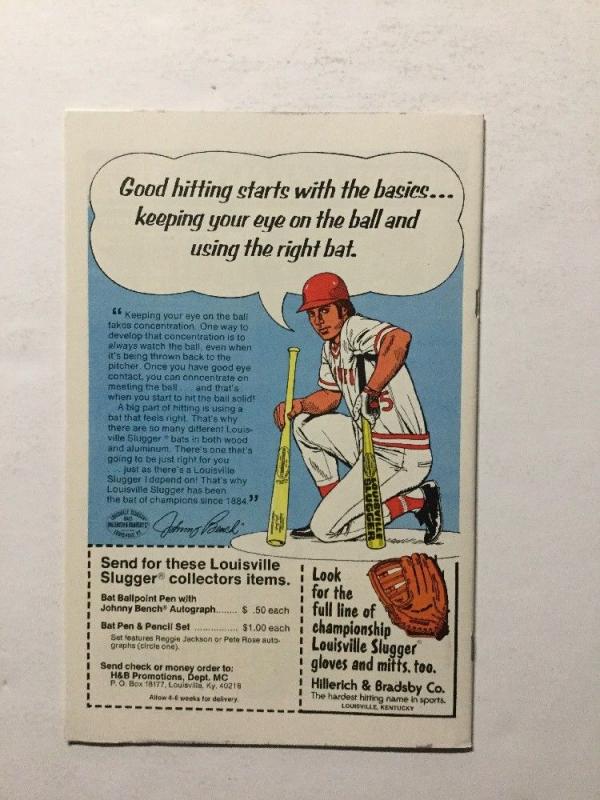 Good hitting starts with the basics...
keeping your eye on the ball and
using the right bat.
“ Keeping your eye on the ball
takes concentration. One way to
develop that concentration is to
always watch the ball, even when
it's being thrown back to the
pitcher. Once you have good eye
contact, you can concentrate on
meeting the ball . . . and that's
when you start to hit the ball solid!
A big part of hitting is using a
bat that feels right. That's why
there are so many different Louis-
ville Slugger® bats in both wood
and aluminum. There's one that's
going to be just right for you
. . . just as there's a Louisville
Slugger I depend on! That's why
Louisville Slugger has been
the bat of champions since 1884.”
Johnny Bench
5
Send for these Louisville
Slugger® collectors items.
Bat Ballpoint Pen with
Johnny Bench Autograph....... $ .50 each
Bat Pen & Pencil Set .............. $1.00 each
Set features Reggie Jackson or Pete Rose auto-
graphs (circle one).
Send check or money order to:
H&B Promotions, Dept. MC
P. O. Box 18177, Louisville, Ky. 40218
Allow 4-6 weeks for delivery.
Look
for the
full line of
championship
Louisville Slugger®
gloves and mitts, too.
Hillerich & Bradsby Co.
The hardest hitting name in sports.
LOUISVILLE, KENTUCKY